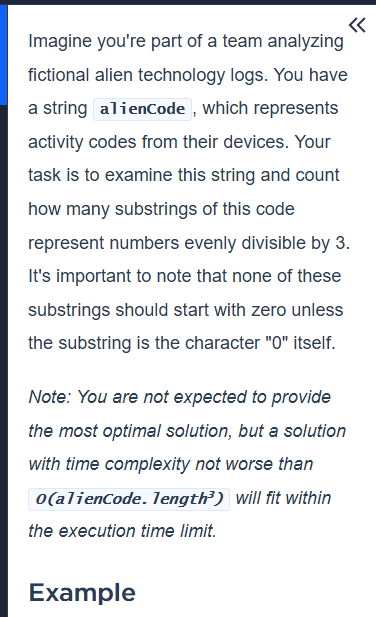 Imagine you're part of a team analyzing
fictional alien technology logs. You have
a string alienCode, which represents
activity codes from their devices. Your
task is to examine this string and count
how many substrings of this code
represent numbers evenly divisible by 3.
It's important to note that none of these
substrings should start with zero unless
the substring is the character "0" itself.
Note: You are not expected to provide
the most optimal solution, but a solution
with time complexity not worse than
O(alienCode.length³) will fit within
the execution time limit.
Example